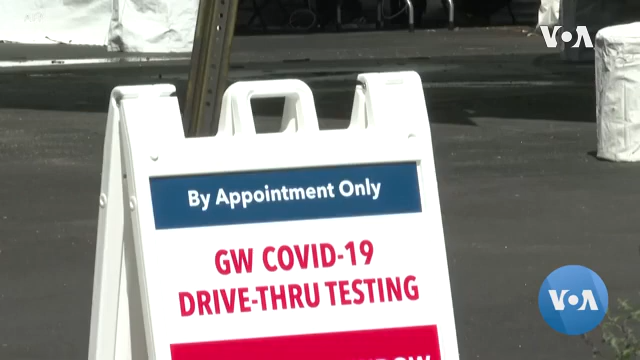 VOA
By Appointment Only
GW COVID-19
DRIVE-THRU TESTING
VOA